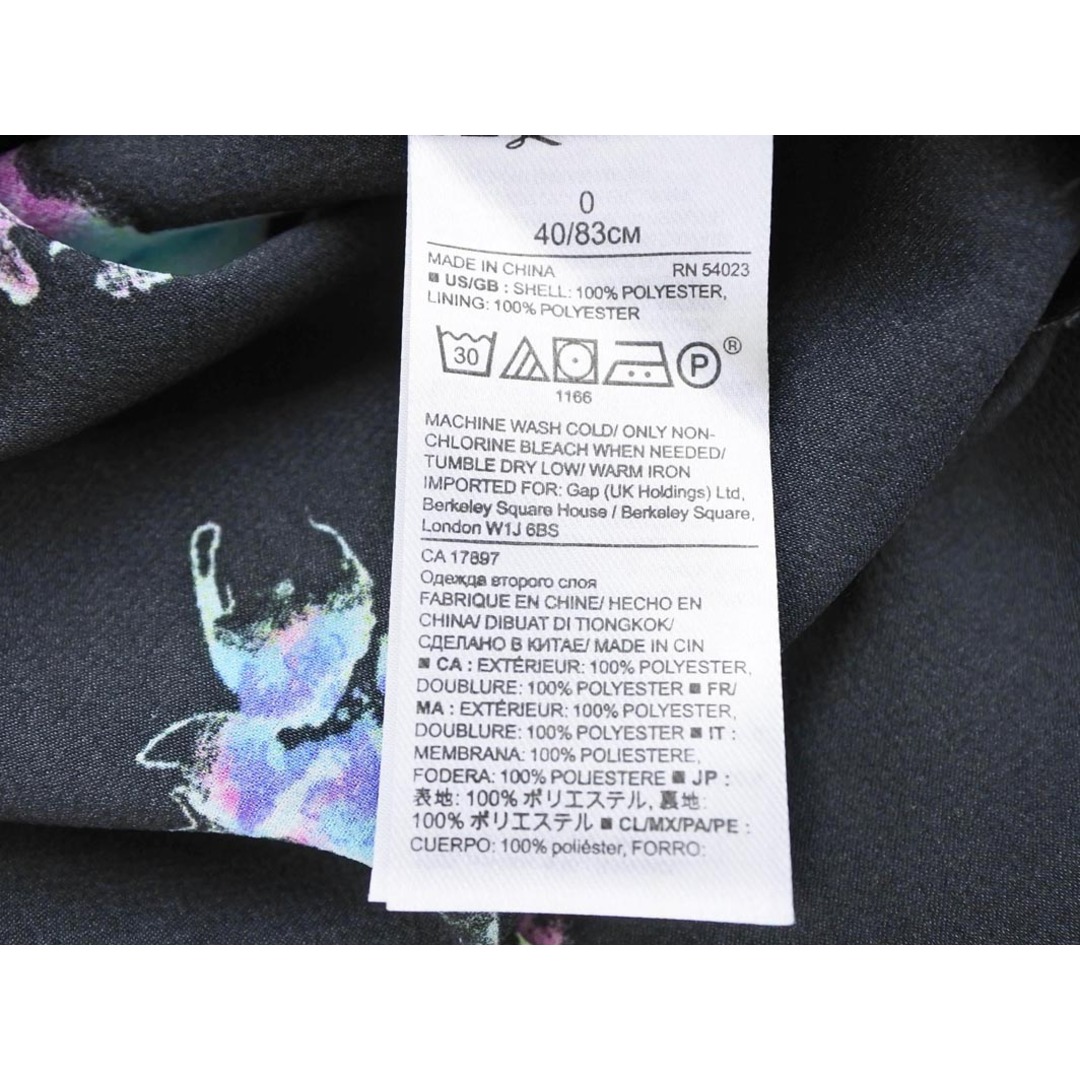 0
40/83CM
MADE IN CHINA RN 54023
■ US/GB : SHELL: 100% POLYESTER,
LINING: 100% POLYESTER
30 P ®
1166
MACHINE WASH COLD/ ONLY NON-
CHLORINE BLEACH WHEN NEEDED/
TUMBLE DRY LOW/ WARM IRON
IMPORTED FOR: Gap (UK Holdings) Ltd,
Berkeley Square House / Berkeley Square,
London W1J 6BS
CA 17897
Одежда второго слоя
FABRIQUE EN CHINE/ HECHO EN
CHINA/ DIBUAT DI TIONGKOK/
СДЕЛАНО В КИТАЕ/ MADE IN CIN
■ CA : EXTÉRIEUR: 100% POLYESTER,
DOUBLURE: 100% POLYESTER ■ FR/
MA : EXTÉRIEUR: 100% POLYESTER,
DOUBLURE: 100% POLYESTER ■ IT :
MEMBRANA: 100% POLIESTERE,
FODERA: 100% POLIESTERE ■ JP :
表地: 100% ポリエステル, 裏地:
100% ポリエステル ■ CL/MX/PA/PE :
CUERPO: 100% poliéster, FORRO: